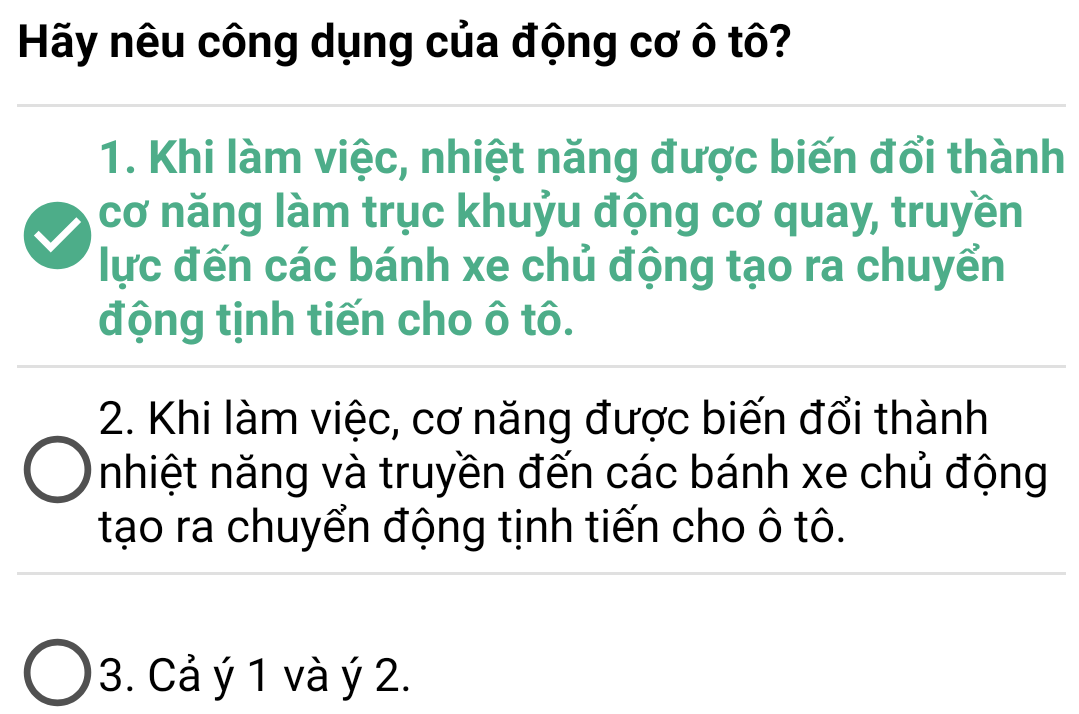 Hãy nêu công dụng của động cơ ô tô?
1. Khi làm việc, nhiệt năng được biến đổi thành
cơ năng làm trục khuỷu động cơ quay, truyền
lực đến các bánh xe chủ động tạo ra chuyển
động tịnh tiến cho ô tô.
2. Khi làm việc, cơ năng được biến đổi thành
nhiệt năng và truyền đến các bánh xe chủ động
tạo ra chuyển động tịnh tiến cho ô tô.
3. Cả ý 1 và ý 2.